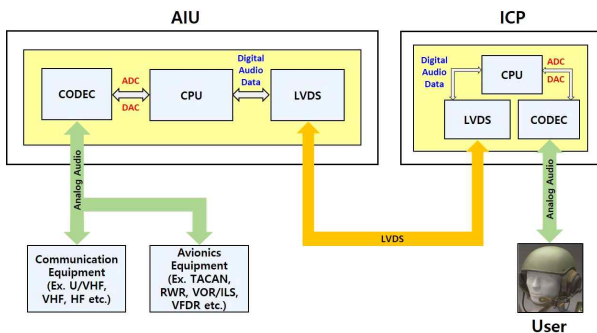 AIU
ICP
CODEC
ADC
DAC
CPU
Digital
Audio
Data
LVDS
Digital
Audio
Data
CPU
ADC
DAC
LVDS
CODEC
Analog Audio
Analog Audio
LVDS
Communication
Equipment
(Ex. U/VHF,
VHF, HF etc.)
Avionics
Equipment
(Ex. TACAN,
RWR, VOR/ILS,
VFDR etc.)
User